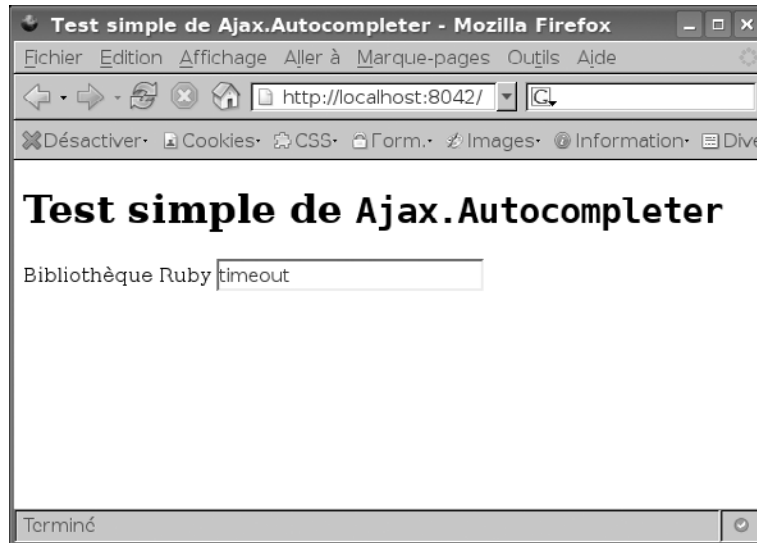 Test simple de Ajax.Autocompleter - Mozilla Firefox
Fichier Edition Affichage Aller à Marque-pages Outils Aide
http://localhost:8042/ G
Désactiver Cookies CSS Form. Images Information Dive
Test simple de Ajax.Autocompleter
Bibliothèque Ruby timeout
Terminé